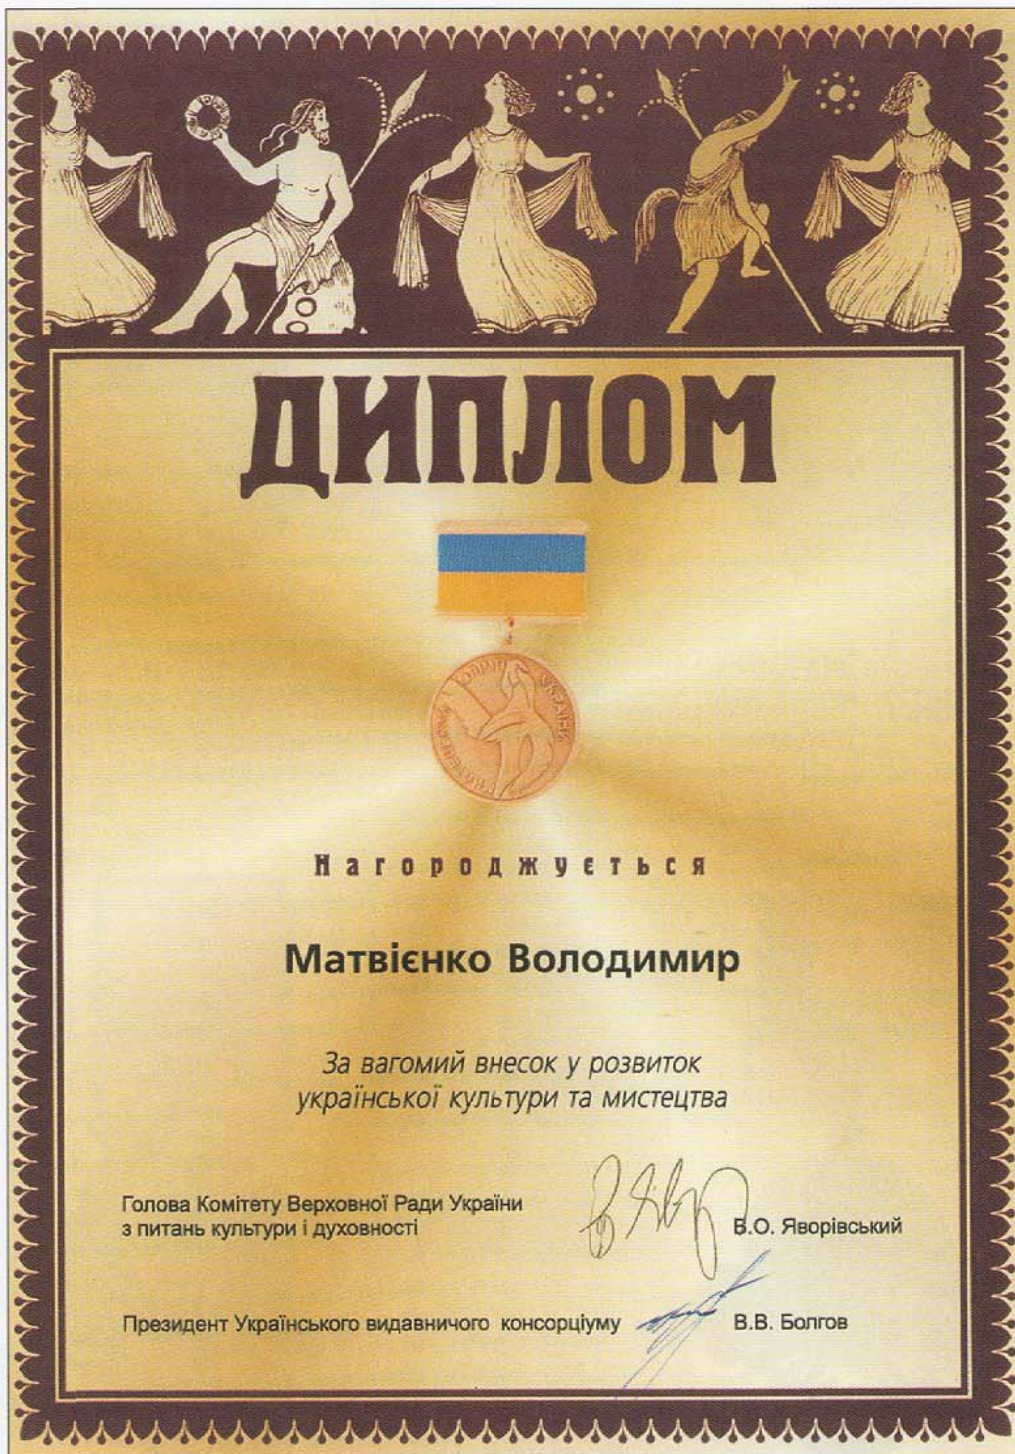 ДИПЛОМ
УКРАЇНИ
Нагороджується
Матвієнко Володимир
За вагомий внесок у розвиток
української культури та мистецтва
Голова Комітету Верховної Ради України
з питань культури і духовності
В.О. Яворівський
Президент Українського видавничого консорціуму
В.В. Болгов